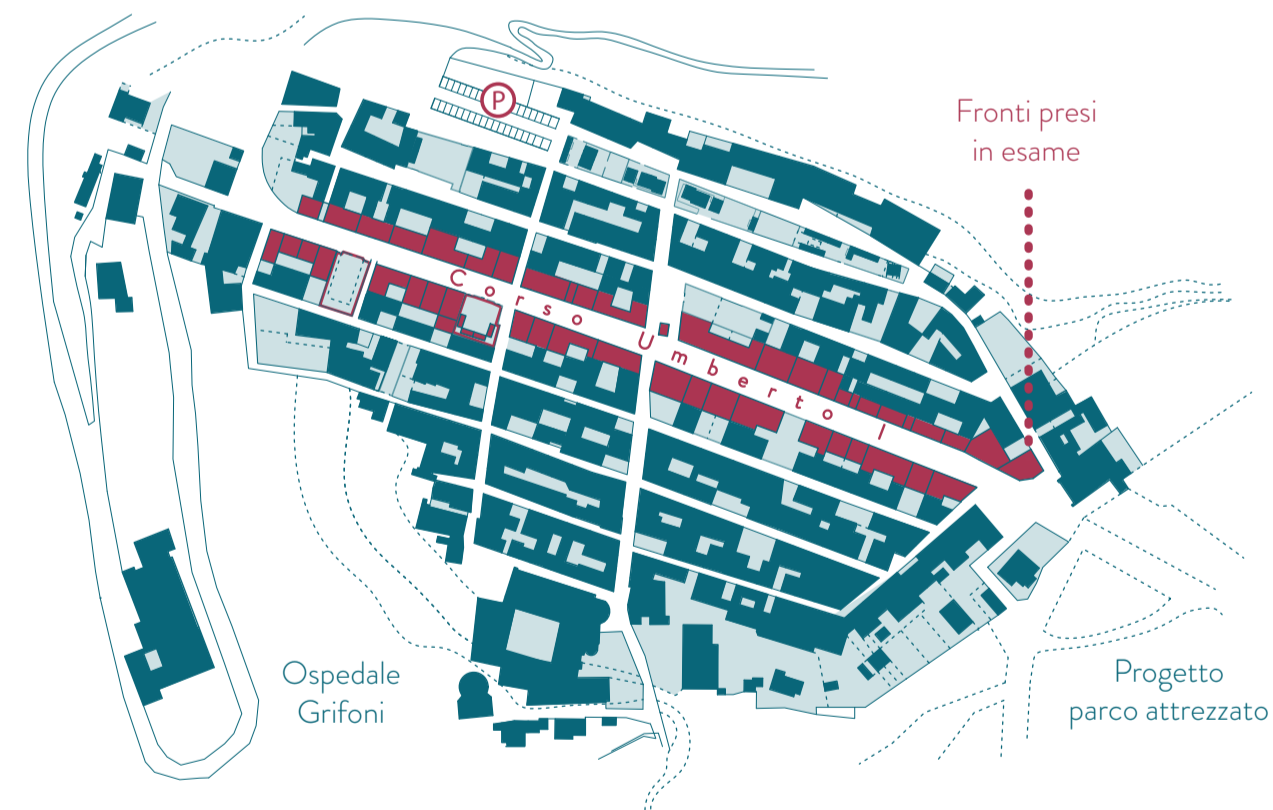 P
Fronti presi
in esame
Corso Umberto I
Ospedale
Grifoni
Progetto
parco attrezzato